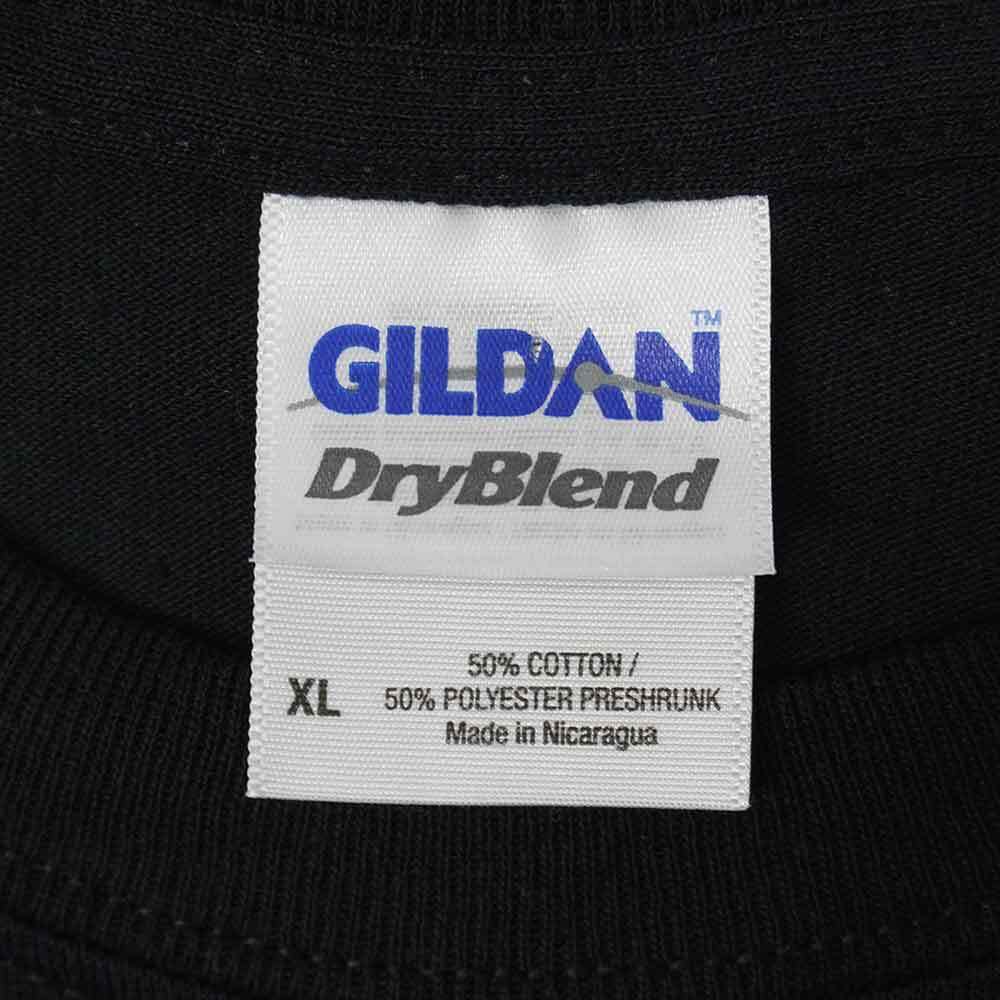 GILDAN™
DryBlend
XL
50% COTTON /
50% POLYESTER PRESHRUNK
Made in Nicaragua